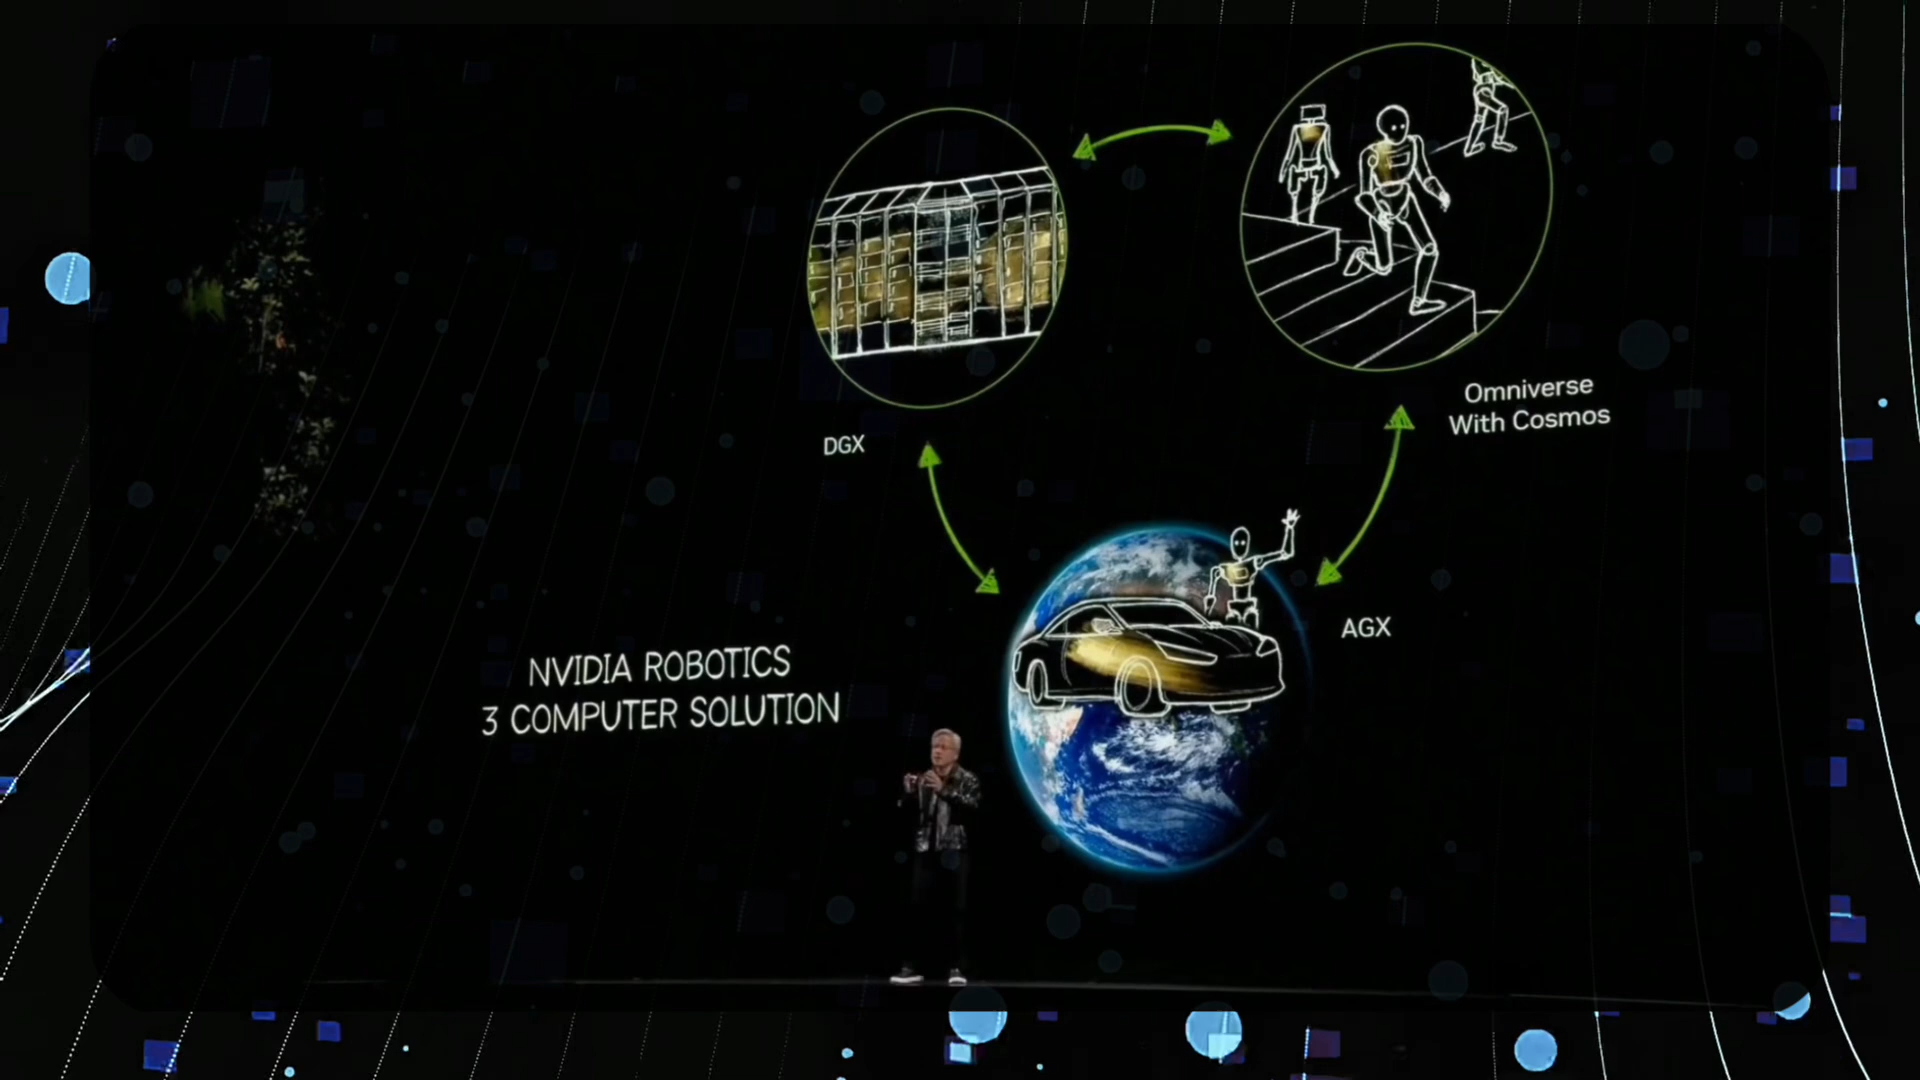 DGX
Omniverse
With Cosmos
AGX
NVIDIA ROBOTICS
3 COMPUTER SOLUTION